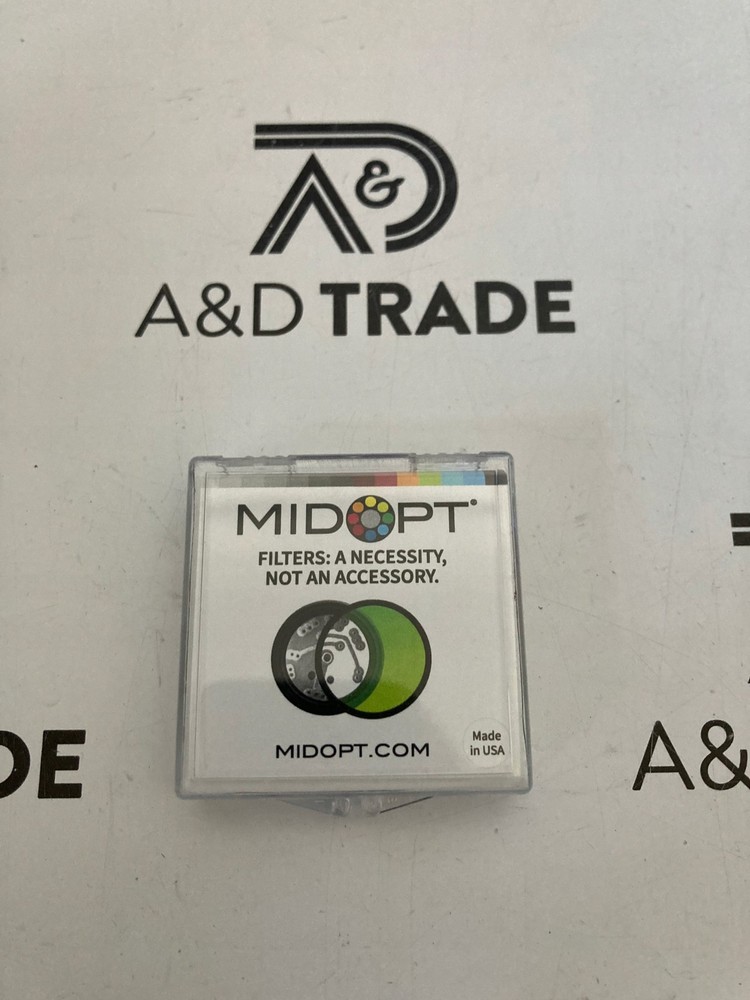 A&D
A&D TRADE
MIDOPT
FILTERS: A NECESSITY,
NOT AN ACCESSORY.
MIDOPT.COM
Made
in USA
DE
A&